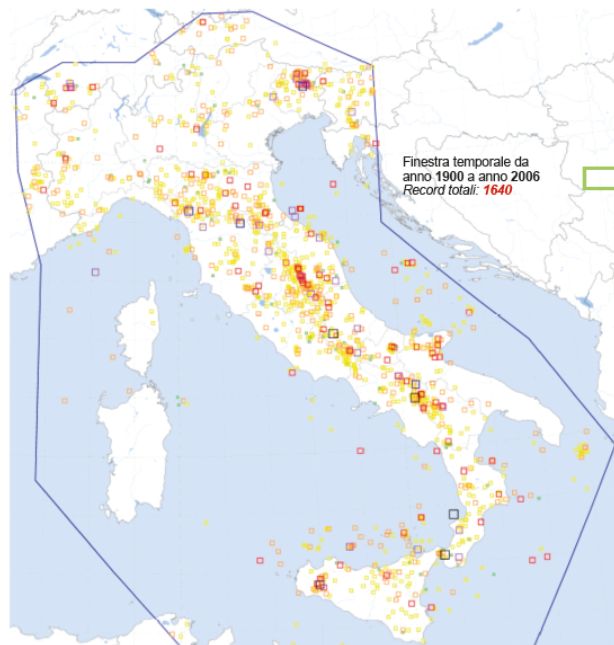 Finestra temporale da
anno 1900 a anno 2006
Record totali: 1640